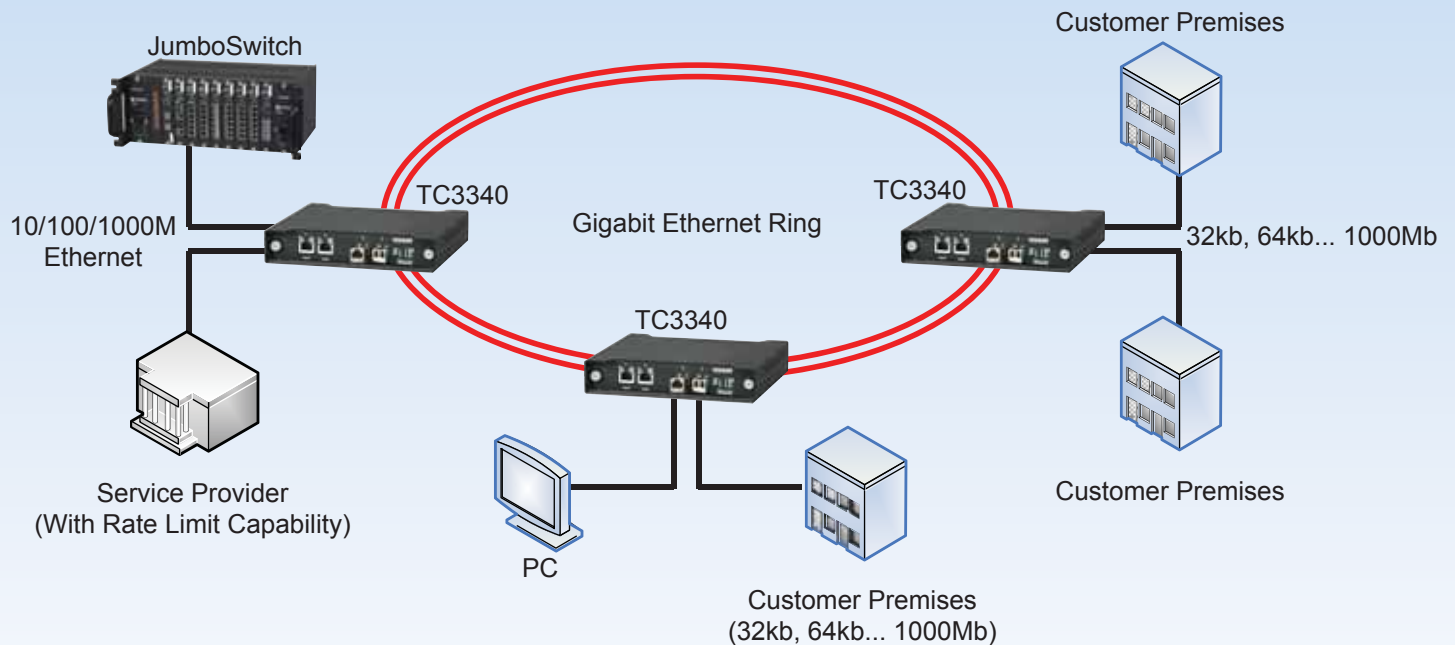 JumboSwitch
Customer Premises
TC3340
TC3340
Gigabit Ethernet Ring
10/100/1000M
Ethernet
32kb, 64kb... 1000Mb
TC3340
Service Provider
(With Rate Limit Capability)
PC
Customer Premises
Customer Premises
(32kb, 64kb... 1000Mb)